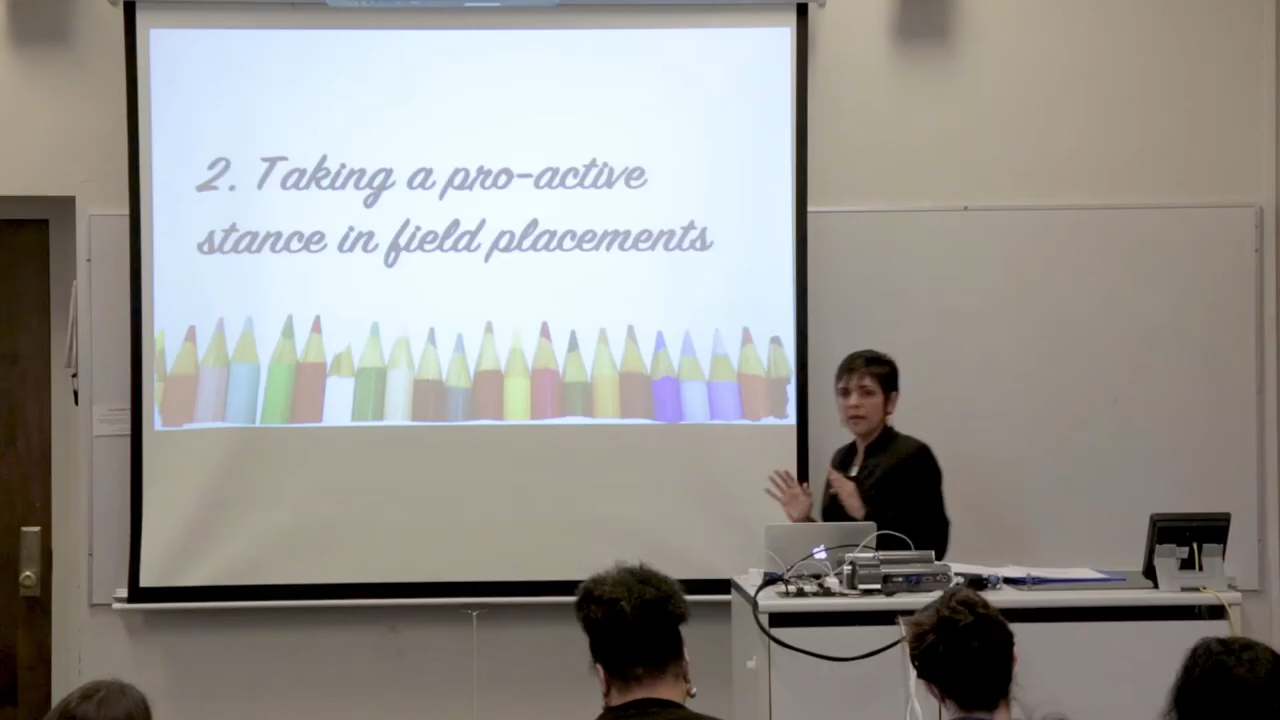 2. Taking a pro-active
stance in field placements